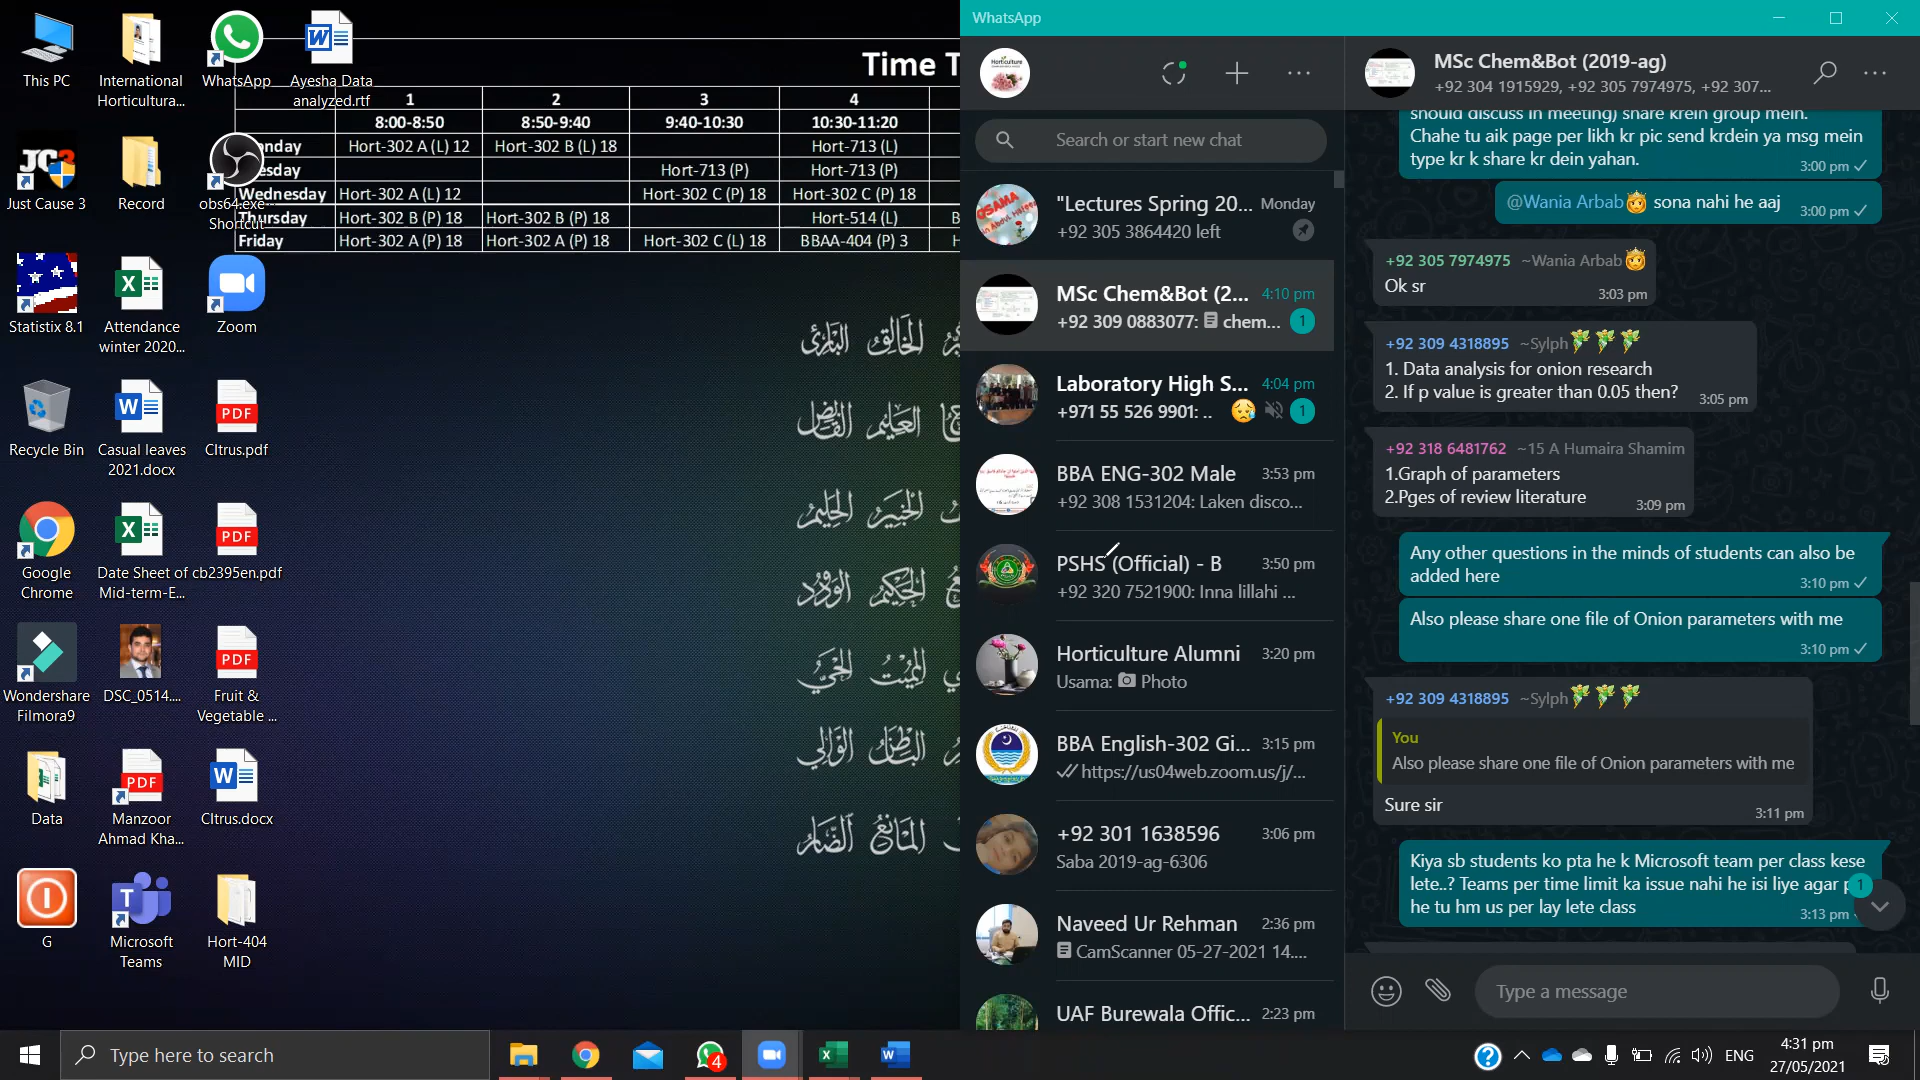 This PC
International
Horticultura...
WhatsApp
Ayesha Data
analyzed.rtf
Just Cause 3
Record
obs64.exe -
Shortcut
Statistix 8.1
Attendance
winter 2020...
Zoom
Recycle Bin
Casual leaves
2021.docx
CItrus.pdf
Google
Chrome
Date Sheet of
Mid-term-E...
cb2395en.pdf
Wondershare
Filmora9
DSC_0514....
Fruit &
Vegetable ...
Data
Manzoor
Ahmad Kha...
CItrus.docx
G
Microsoft
Teams
Hort-404
MID
Time T
1 2 3 4
8:00-8:50 8:50-9:40 9:40-10:30 10:30-11:20
onday Hort-302 A (L) 12 Hort-302 B (L) 18 Hort-713 (L)
esday Hort-713 (P) Hort-713 (P)
Wednesday Hort-302 A (L) 12 Hort-302 C (P) 18 Hort-302 C (P) 18
Thursday Hort-302 B (P) 18 Hort-302 B (P) 18 Hort-514 (L) B
Friday Hort-302 A (P) 18 Hort-302 A (P) 18 Hort-302 C (L) 18 BBAA-404 (P) 3 H
WhatsApp
Search or start new chat
"Lectures Spring 20... Monday
+92 305 3864420 left
MSc Chem&Bot (2... 4:10 pm
+92 309 0883077: chem... 1
Laboratory High S... 4:04 pm
+971 55 526 9901: .. 1
BBA ENG-302 Male 3:53 pm
+92 308 1531204: Laken disco...
PSHS (Official) - B 3:50 pm
+92 320 7521900: Inna lillahi ...
Horticulture Alumni 3:20 pm
Usama: Photo
BBA English-302 Gi... 3:15 pm
https://us04web.zoom.us/j/...
+92 301 1638596 3:06 pm
Saba 2019-ag-6306
Naveed Ur Rehman 2:36 pm
CamScanner 05-27-2021 14....
UAF Burewala Offic... 2:23 pm
MSc Chem&Bot (2019-ag)
+92 304 1915929, +92 305 7974975, +92 307...
should discuss in meeting) share krein group mein.
Chahe tu aik page per likh kr pic send krdein ya msg mein
type kr k share kr dein yahan.
3:00 pm
@Wania Arbab👸 sona nahi he aaj
3:00 pm
+92 305 7974975 ~Wania Arbab👸
Ok sr
3:03 pm
+92 309 4318895 ~Sylph🧚🧚🧚
1. Data analysis for onion research
2. If p value is greater than 0.05 then?
3:05 pm
+92 318 6481762 ~15 A Humaira Shamim
1.Graph of parameters
2.Pges of review literature
3:09 pm
Any other questions in the minds of students can also be
added here
3:10 pm
Also please share one file of Onion parameters with me
3:10 pm
+92 309 4318895 ~Sylph🧚🧚🧚
You
Also please share one file of Onion parameters with me
Sure sir
3:11 pm
Kiya sb students ko pta he k Microsoft team per class kese
lete..? Teams per time limit ka issue nahi he isi liye agar
he tu hm us per lay lete class
3:13 pm
1
Type a message
Type here to search
4
ENG
4:31 pm
27/05/2021